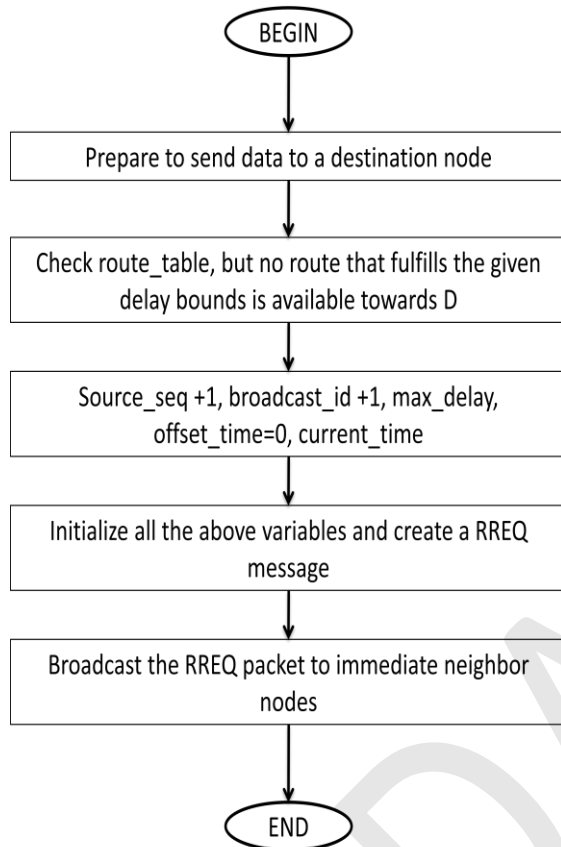 BEGIN
Prepare to send data to a destination node
Check route_table, but no route that fulfills the given
delay bounds is available towards D
Source_seq +1, broadcast_id +1, max_delay,
offset_time=0, current_time
Initialize all the above variables and create a RREQ
message
Broadcast the RREQ packet to immediate neighbor
nodes
END